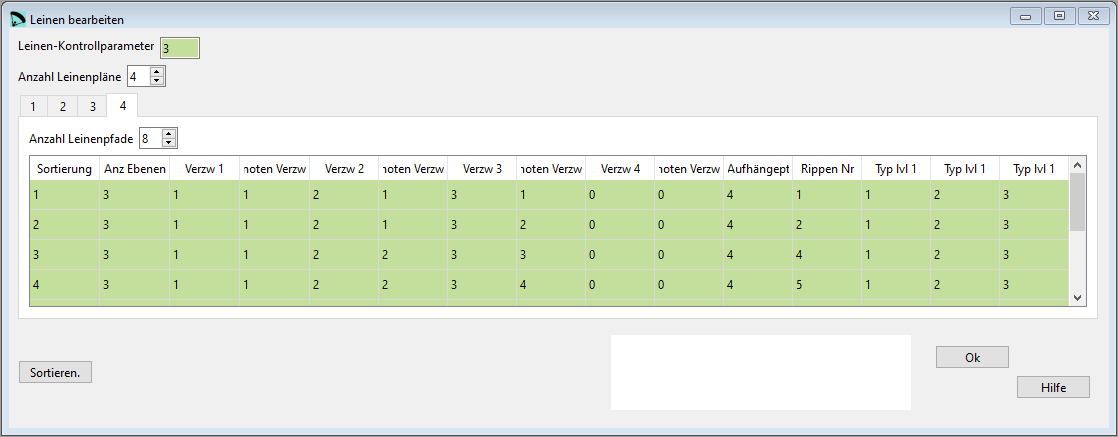 Leinen bearbeiten
Leinen-Kontrollparameter 3
Anzahl Leinenpläne 4
1 2 3 4
Anzahl Leinenpfade 8
Sortierung Anz Ebenen Verzw 1 noten Verzw Verzw 2 noten Verzw Verzw 3 noten Verzw Verzw 4 noten Verzw Aufhängept Rippen Nr Typ lvl 1 Typ lvl 1 Typ lvl 1
1 3 1 1 2 1 3 1 0 0 4 1 1 2 3
2 3 1 1 2 1 3 2 0 0 4 2 1 2 3
3 3 1 1 2 2 3 3 0 0 4 4 1 2 3
4 3 1 1 2 2 3 4 0 0 4 5 1 2 3
Sortieren.
Ok
Hilfe